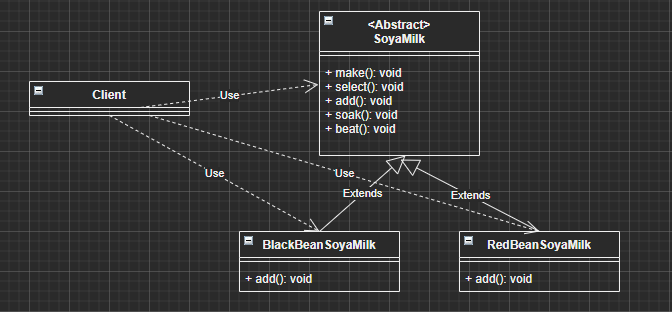 <Abstract>
SoyaMilk
+ make(): void
+ select(): void
+ add(): void
+ soak(): void
+ beat(): void
Client
Use
Use
Use
Extends
Extends
BlackBeanSoyaMilk
+ add(): void
RedBeanSoyaMilk
+ add(): void